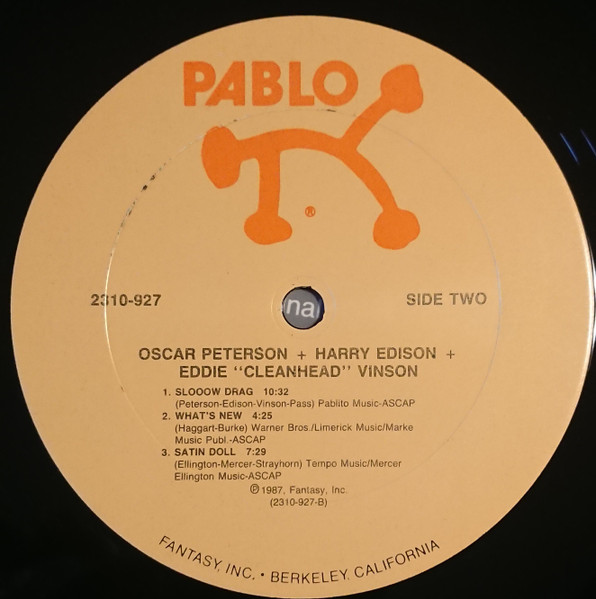 PABLO
®
2310-927
SIDE TWO
na
OSCAR PETERSON + HARRY EDISON +
EDDIE "CLEANHEAD" VINSON
1. SLOOOW DRAG 10:32
(Peterson-Edison-Vinson-Pass) Pablito Music-ASCAP
2. WHAT'S NEW 4:25
(Haggart-Burke) Warner Bros./Limerick Music/Marke
Music Publ.-ASCAP
3. SATIN DOLL 7:29
(Ellington-Mercer-Strayhorn) Tempo Music/Mercer
Ellington Music-ASCAP
℗1987, Fantasy, Inc.
(2310-927-B)
FANTASY, INC. • BERKELEY, CALIFORNIA